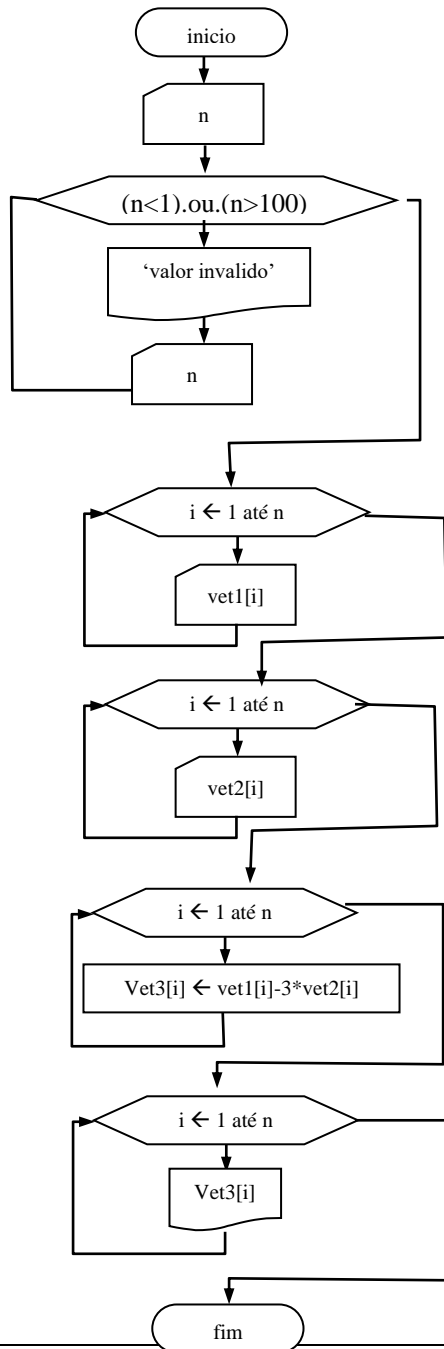 inicio
n
(n<1).ou.(n>100)
‘valor invalido’
n
i ← 1 até n
vet1[i]
i ← 1 até n
vet2[i]
i ← 1 até n
Vet3[i] ← vet1[i]-3*vet2[i]
i ← 1 até n
Vet3[i]
fim